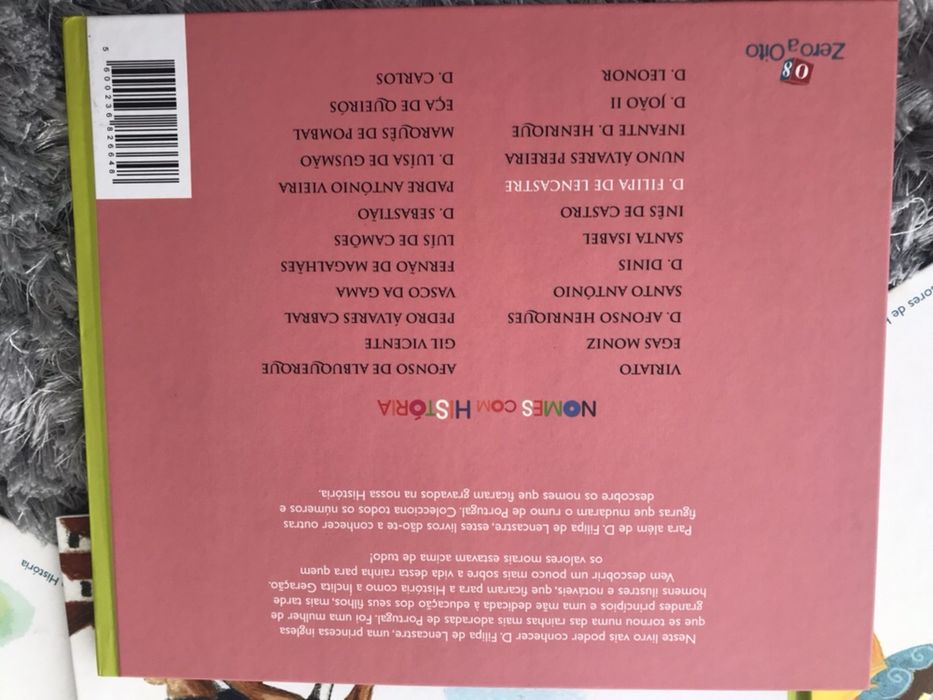 Neste livro vais poder conhecer D. Filipa de Lencastre, uma princesa inglesa
que se tornou numa das rainhas mais adoradas de Portugal. Foi uma mulher de
grandes princípios e uma mãe dedicada à educação dos seus filhos, mais tarde
homens ilustres e notáveis, que ficaram para a História como a Ínclita Geração.
Vem descobrir um pouco mais sobre a vida desta rainha para quem
os valores morais estavam acima de tudo!
Para além de D. Filipa de Lencastre, estes livros dão-te a conhecer outras
figuras que mudaram o rumo de Portugal. Colecciona todos os números e
descobre os nomes que ficaram gravados na nossa História.
NOMES COM HISTÓRIA
VIRIATO
EGAS MONIZ
D. AFONSO HENRIQUES
SANTO ANTÓNIO
D. DINIS
SANTA ISABEL
INÊS DE CASTRO
D. FILIPA DE LENCASTRE
NUNO ÁLVARES PEREIRA
INFANTE D. HENRIQUE
D. JOÃO II
D. LEONOR
AFONSO DE ALBUQUERQUE
GIL VICENTE
PEDRO ÁLVARES CABRAL
VASCO DA GAMA
FERNÃO DE MAGALHÃES
LUÍS DE CAMÕES
D. SEBASTIÃO
PADRE ANTÓNIO VIEIRA
D. LUÍSA DE GUSMÃO
MARQUÊS DE POMBAL
EÇA DE QUEIRÓS
D. CARLOS
08
Zero a Oito
5 600236 826648
História
ores de